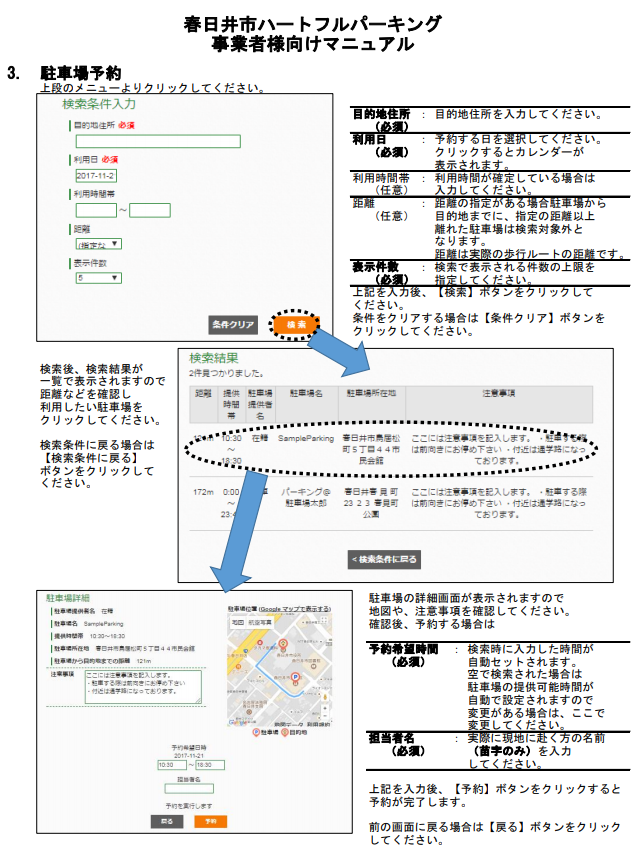 春日井市ハートフルパーキング
事業者様向けマニュアル
3. 駐車場予約
上段のメニューよりクリックしてください。
検索条件入力
目的地住所 必須
利用日 必須
2017-11-2
利用時間帯
～
距離
(指定な ▼
表示件数
5 ▼
条件クリア 検 索
目的地住所 : 目的地住所を入力してください。
(必須)
利用日 : 予約する日を選択してください。
(必須) クリックするとカレンダーが
表示されます。
利用時間帯 : 利用時間が確定している場合は
(任意) 入力してください。
距離 : 距離の指定がある場合駐車場から
(任意) 目的地までに、指定の距離以上
離れた駐車場は検索対象外と
なります。
距離は実際の歩行ルートの距離です。
表示件数 : 検索で表示される件数の上限を
(必須) 指定してください。
上記を入力後、【検索】ボタンをクリックして
ください。
条件をクリアする場合は【条件クリア】ボタンを
クリックしてください。
検索後、検索結果が
一覧で表示されますので
距離などを確認し
利用したい駐車場を
クリックしてください。
検索条件に戻る場合は
【検索条件に戻る】
ボタンをクリックして
ください。
検索結果
2件見つかりました。
距離 提供時間帯 駐車場提供者名 駐車場名 駐車場所在地 注意事項
10:30 在籍 SampleParking 春日井市鳥居松 ここには注意事項を記入します。 ・駐車する際
～ 町５丁目４４市 は前向きにお停め下さい ・付近は通学路になっ
18:30 民会館 ております。
172m 0:00 パーキング@ 春日井春見町 ここには注意事項を記入します。 ・駐車する際
～ 駐車場太郎 23 2 3 春見町 は前向きにお停め下さい ・付近は通学路になっ
公園 ております。
< 検索条件に戻る
駐車場詳細
駐車場提供者名 在籍
駐車場名 SampleParking
提供時間帯 10:30～18:30
駐車場所在地 春日井市鳥居松町５丁目４４市民会館
駐車場から目的地までの距離 121m
注意事項
ここには注意事項を記入します。
・駐車する際は前向きにお停め下さい
・付近は通学路になっております。
駐車場位置 (Google マップで表示する)
地図 航空写真
地図データ 利用規約
P 駐車場 目的地
予約希望日時
2017-11-21
10:30 ～ 18:30
担当者名
予約を実行します
戻る 予約
駐車場の詳細画面が表示されますので
地図や、注意事項を確認してください。
確認後、予約する場合は
予約希望時間 : 検索時に入力した時間が
(必須) 自動セットされます。
空で検索された場合は
駐車場の提供可能時間が
自動で設定されますので
変更がある場合は、ここで
変更してください。
担当者名 : 実際に現地に赴く方の名前
(必須) (苗字のみ) を入力
してください。
上記を入力後、【予約】ボタンをクリックすると
予約が完了します。
前の画面に戻る場合は【戻る】ボタンをクリック
してください。